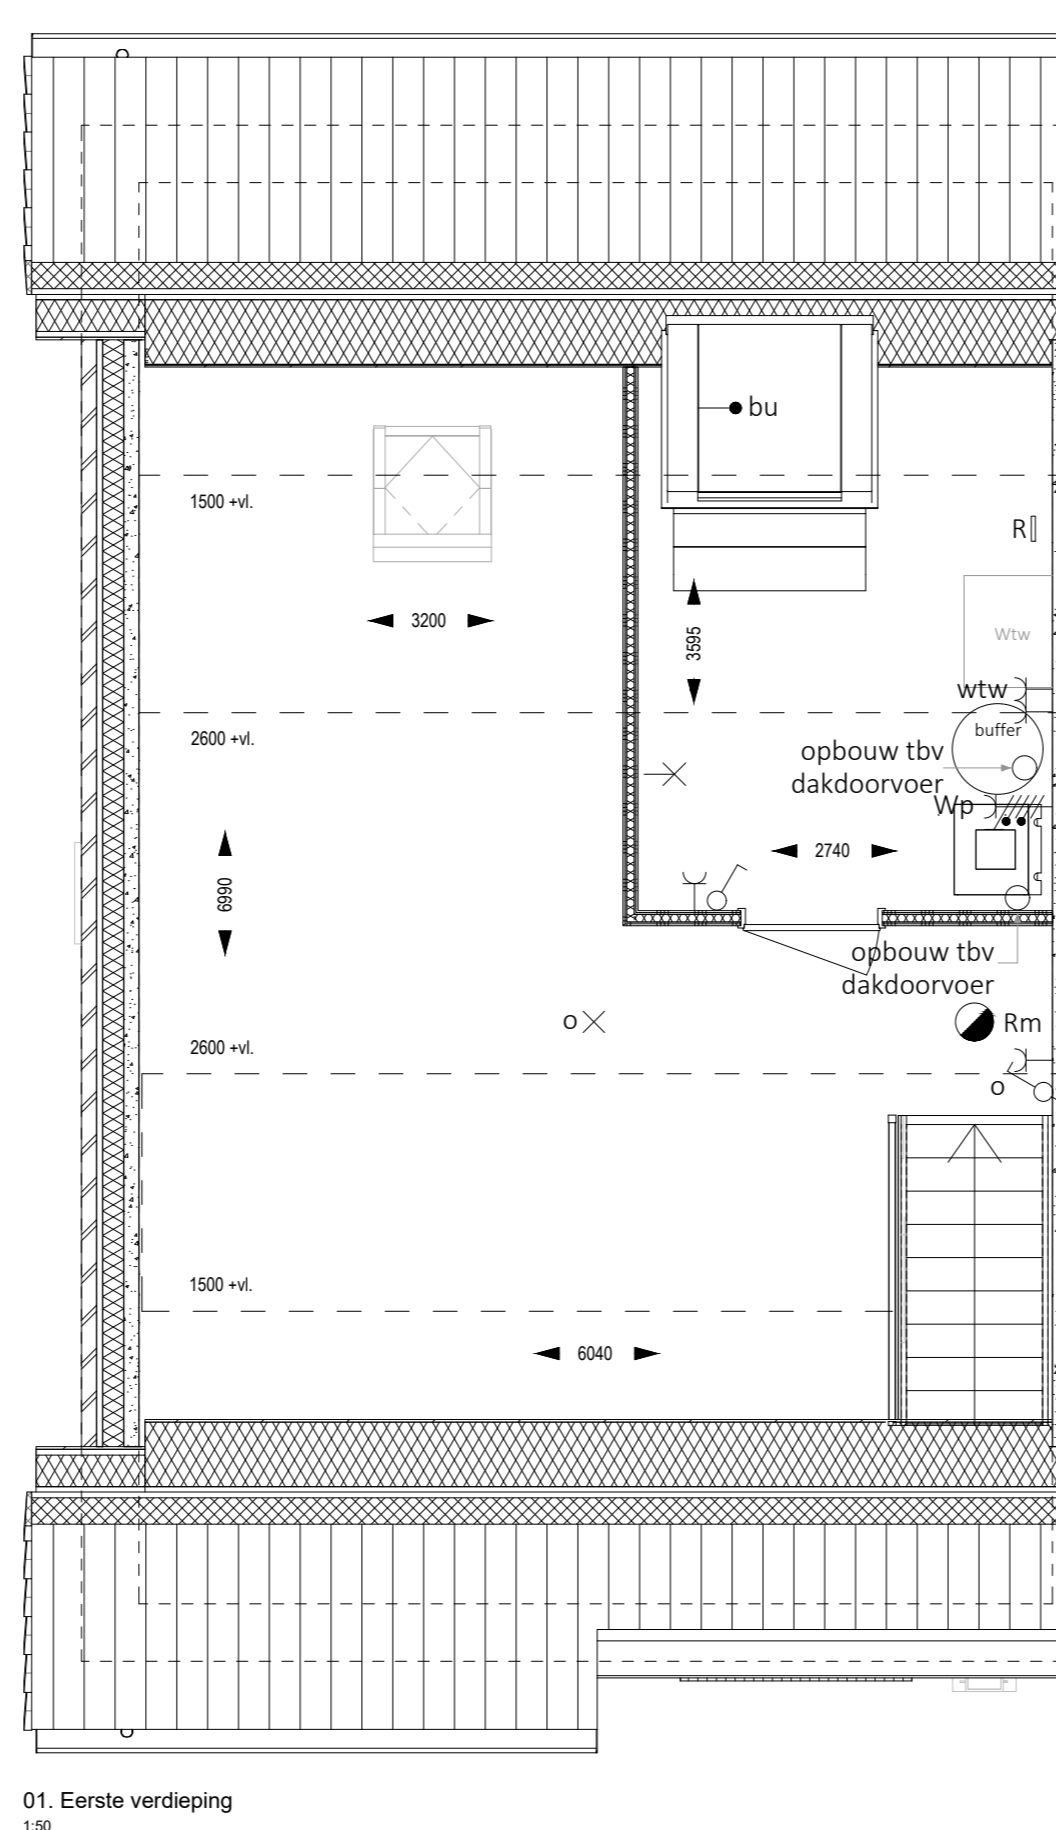 bu
1500 +vl.
R
3200
3595
Wtw
wtw
2600 +vl.
buffer
opbouw tbv
dakdoorvoer
Wp
2740
6990
opbouw tbv
dakdoorvoer
o
Rm
2600 +vl.
o
1500 +vl.
6040
01. Eerste verdieping
1:50